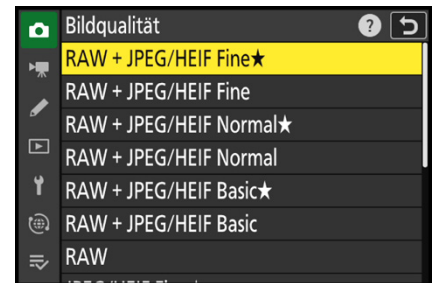 Bildqualität ?
RAW + JPEG/HEIF Fine★
RAW + JPEG/HEIF Fine
RAW + JPEG/HEIF Normal★
RAW + JPEG/HEIF Normal
RAW + JPEG/HEIF Basic★
RAW + JPEG/HEIF Basic
RAW